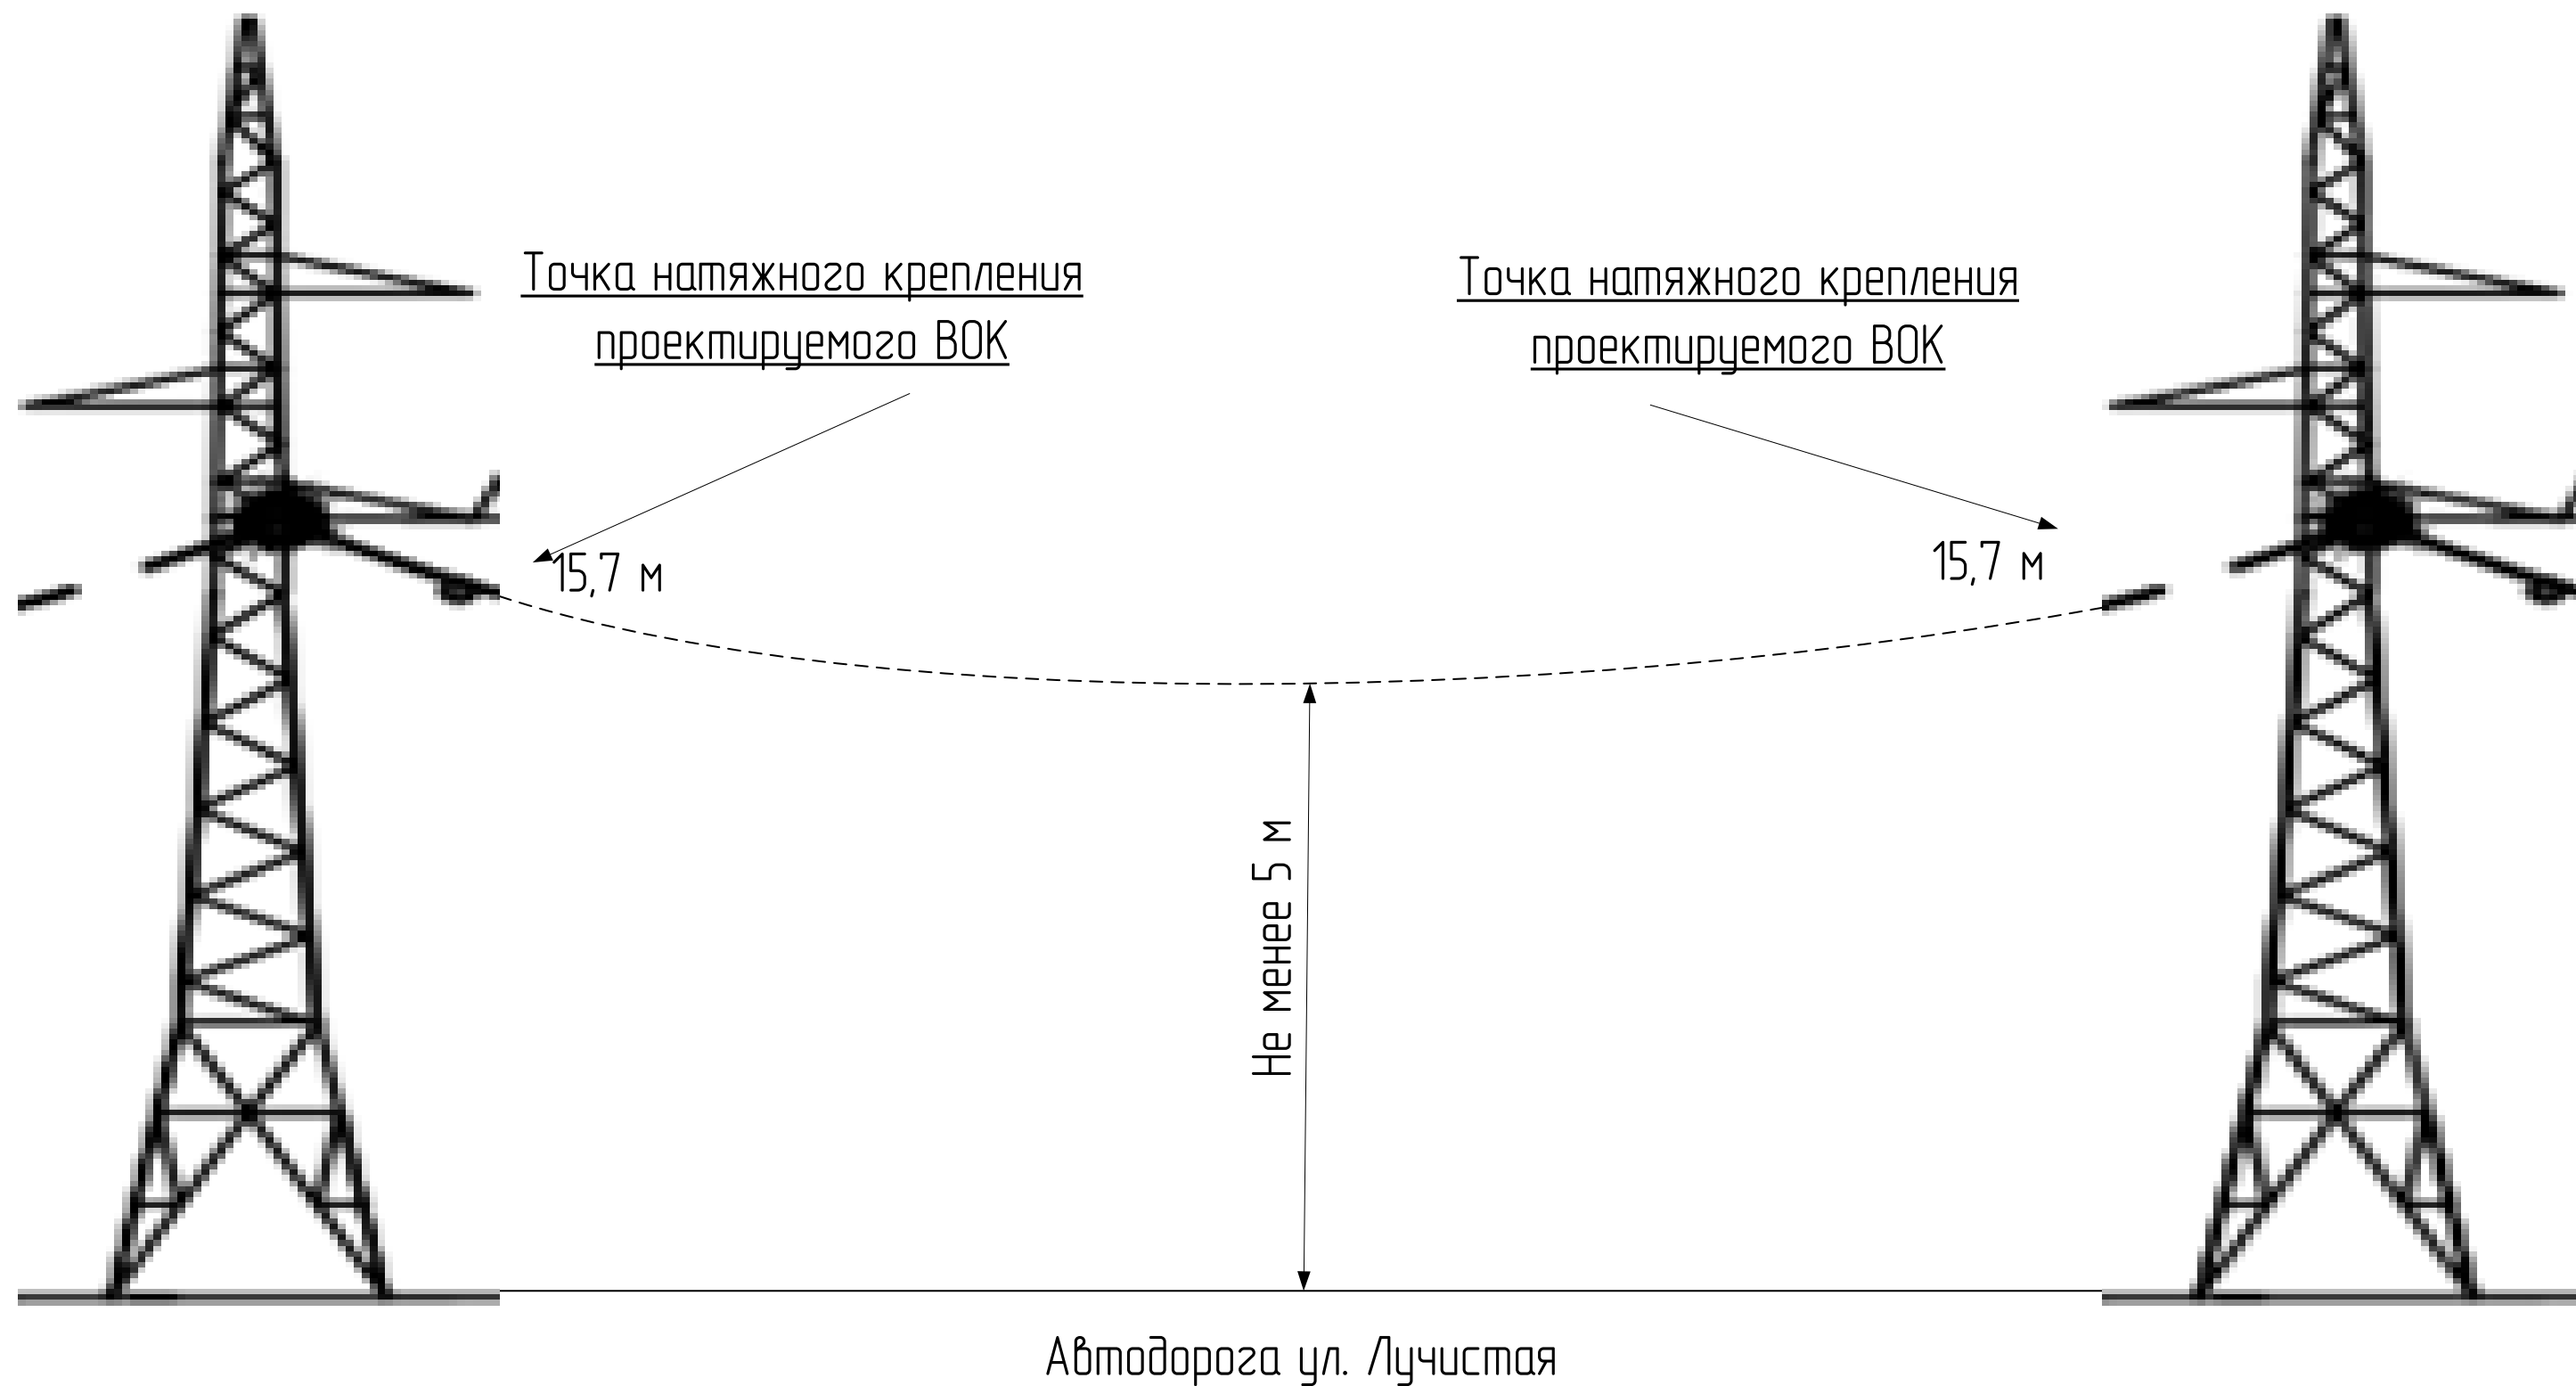 Точка натяжного крепления
проектируемого ВОК
Точка натяжного крепления
проектируемого ВОК
15,7 м
15,7 м
Не менее 5 м
Автодорога ул. Лучистая